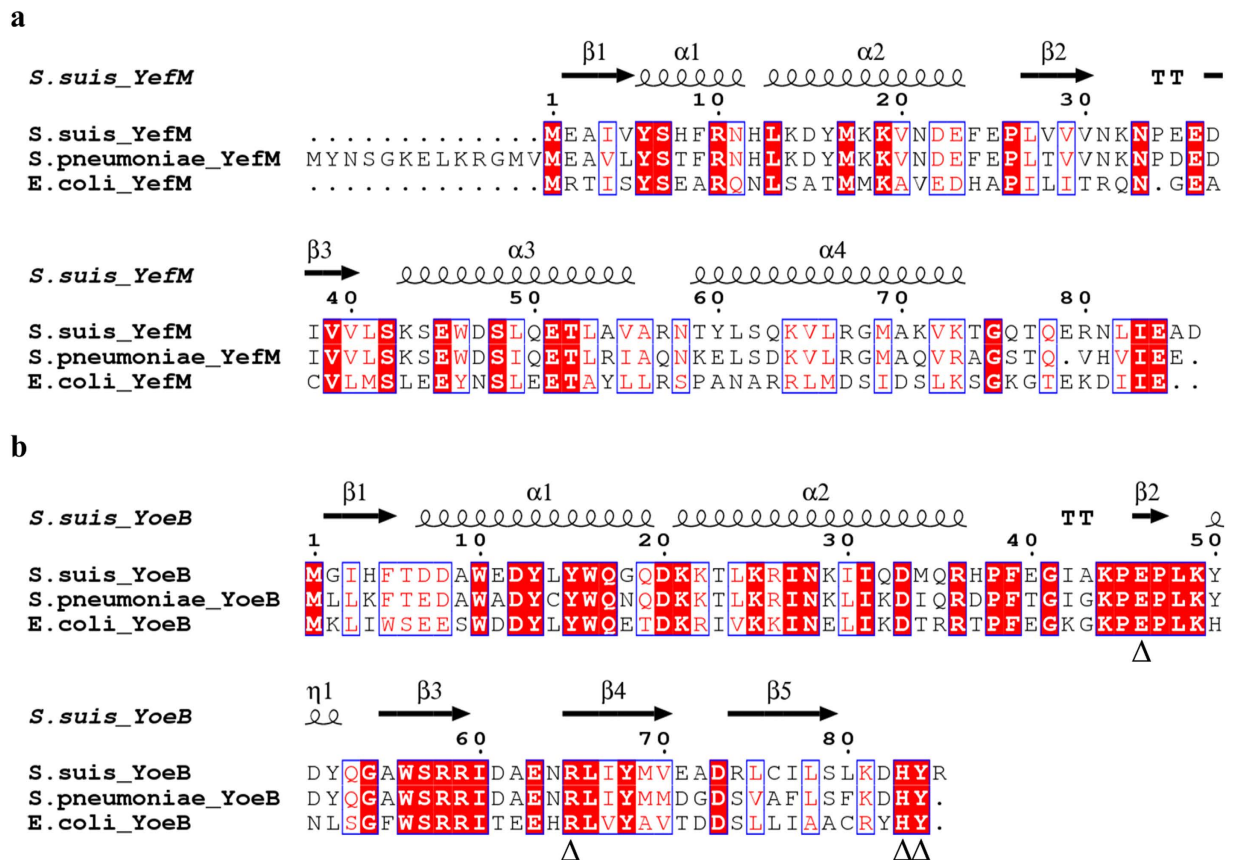 a
β1 α1 α2 β2
S.suis_YefM TT
1 10 20 30
S.suis_YefM .............MEAIVYSHFRNHLKDYMKKVNDEFEPLVVVNKNPEED
S.pneumoniae_YefM MYNSGKELKRGMVMEAVLYSTFRNHLKDYMKKVNDEFEPLTVVNKNPDED
E.coli_YefM .............MRTISYSEARQNLSATMMKAVEDHAPILITRQN.GEA
β3 α3 α4
S.suis_YefM
40 50 60 70 80
S.suis_YefM IVVLSKSEWDSLQETLAVARNTYLSQKVLRGMAKVKTGQTQERNLIEAD
S.pneumoniae_YefM IVVLSKSEWDSIQETLRIAQNKELSDKVLRGMAQVRAGSTQ.VHVIEE.
E.coli_YefM CVLMSLEEYNSLEETAYLLRSPANARRLMDSIDSLKSGKGTEKDIIE..
b
β1 α1 α2 β2
S.suis_YoeB TT
1 10 20 30 40 50
S.suis_YoeB MGIHFTDDAWEDYLYWQGQDKKTLKRINKIIQDMQRHPFEGIAKPEPLKY
S.pneumoniae_YoeB MLLKFTEDAWADYCYWQNQDKKTLKRINKLIKDIQRDPFTGIGKPEPLKY
E.coli_YoeB MKLIWSEESWDDYLYWQETDKRIVKKINELIKDTRRTPFEGKGKPEPLKH
Δ
η1 β3 β4 β5
S.suis_YoeB
60 70 80
S.suis_YoeB DYQGAWSRRIDAENRLIYMVEADRLCILSLKDHYR
S.pneumoniae_YoeB DYQGAWSRRIDAENRLIYMMDGDSVAFLSFKDHY.
E.coli_YoeB NLSGFWSRRITEEHRLVYAVTDDSLLIAACRYHY.
Δ ΔΔ